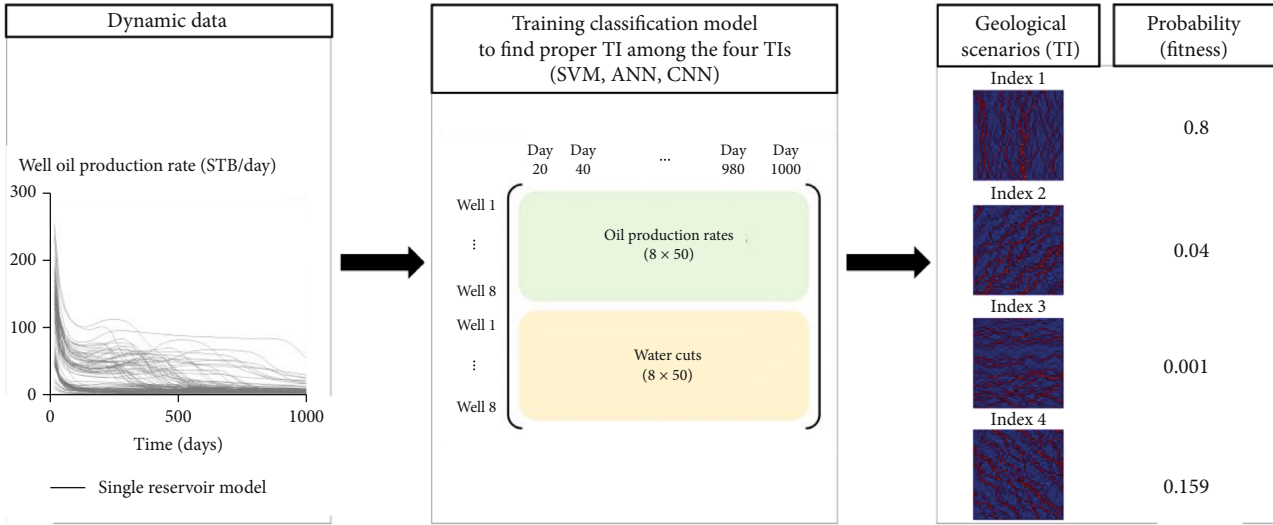 Dynamic data
Well oil production rate (STB/day)
300
200
100
0
0
500
1000
Time (days)
Single reservoir model
Training classification model
to find proper TI among the four TIs
(SVM, ANN, CNN)
Day
20
Day
40
...
Day
980
Day
1000
Well 1
⋮
Well 8
Well 1
⋮
Well 8
Oil production rates
(8 × 50)
Water cuts
(8 × 50)
Geological
scenarios (TI)
Probability
(fitness)
Index 1
0.8
Index 2
0.04
Index 3
0.001
Index 4
0.159